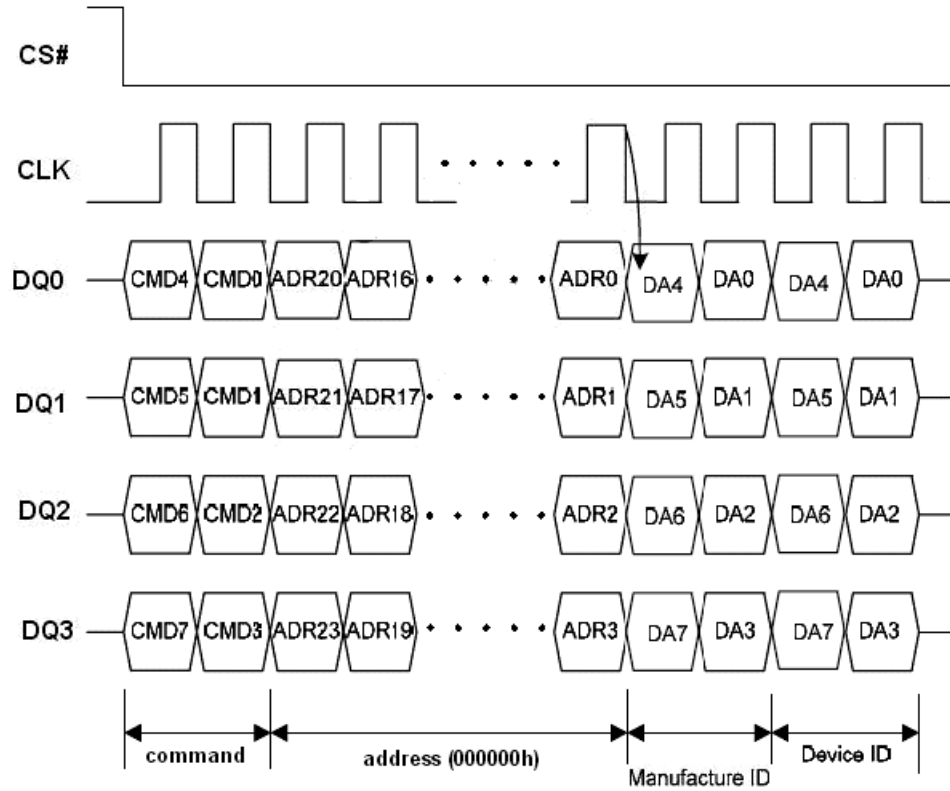 CS#
CLK
DQ0 CMD4 CMD0 ADR20 ADR16 ADR0 DA4 DA0 DA4 DA0
DQ1 CMD5 CMD1 ADR21 ADR17 ADR1 DA5 DA1 DA5 DA1
DQ2 CMD6 CMD2 ADR22 ADR18 ADR2 DA6 DA2 DA6 DA2
DQ3 CMD7 CMD3 ADR23 ADR19 ADR3 DA7 DA3 DA7 DA3
command address (000000h) Manufacture ID Device ID